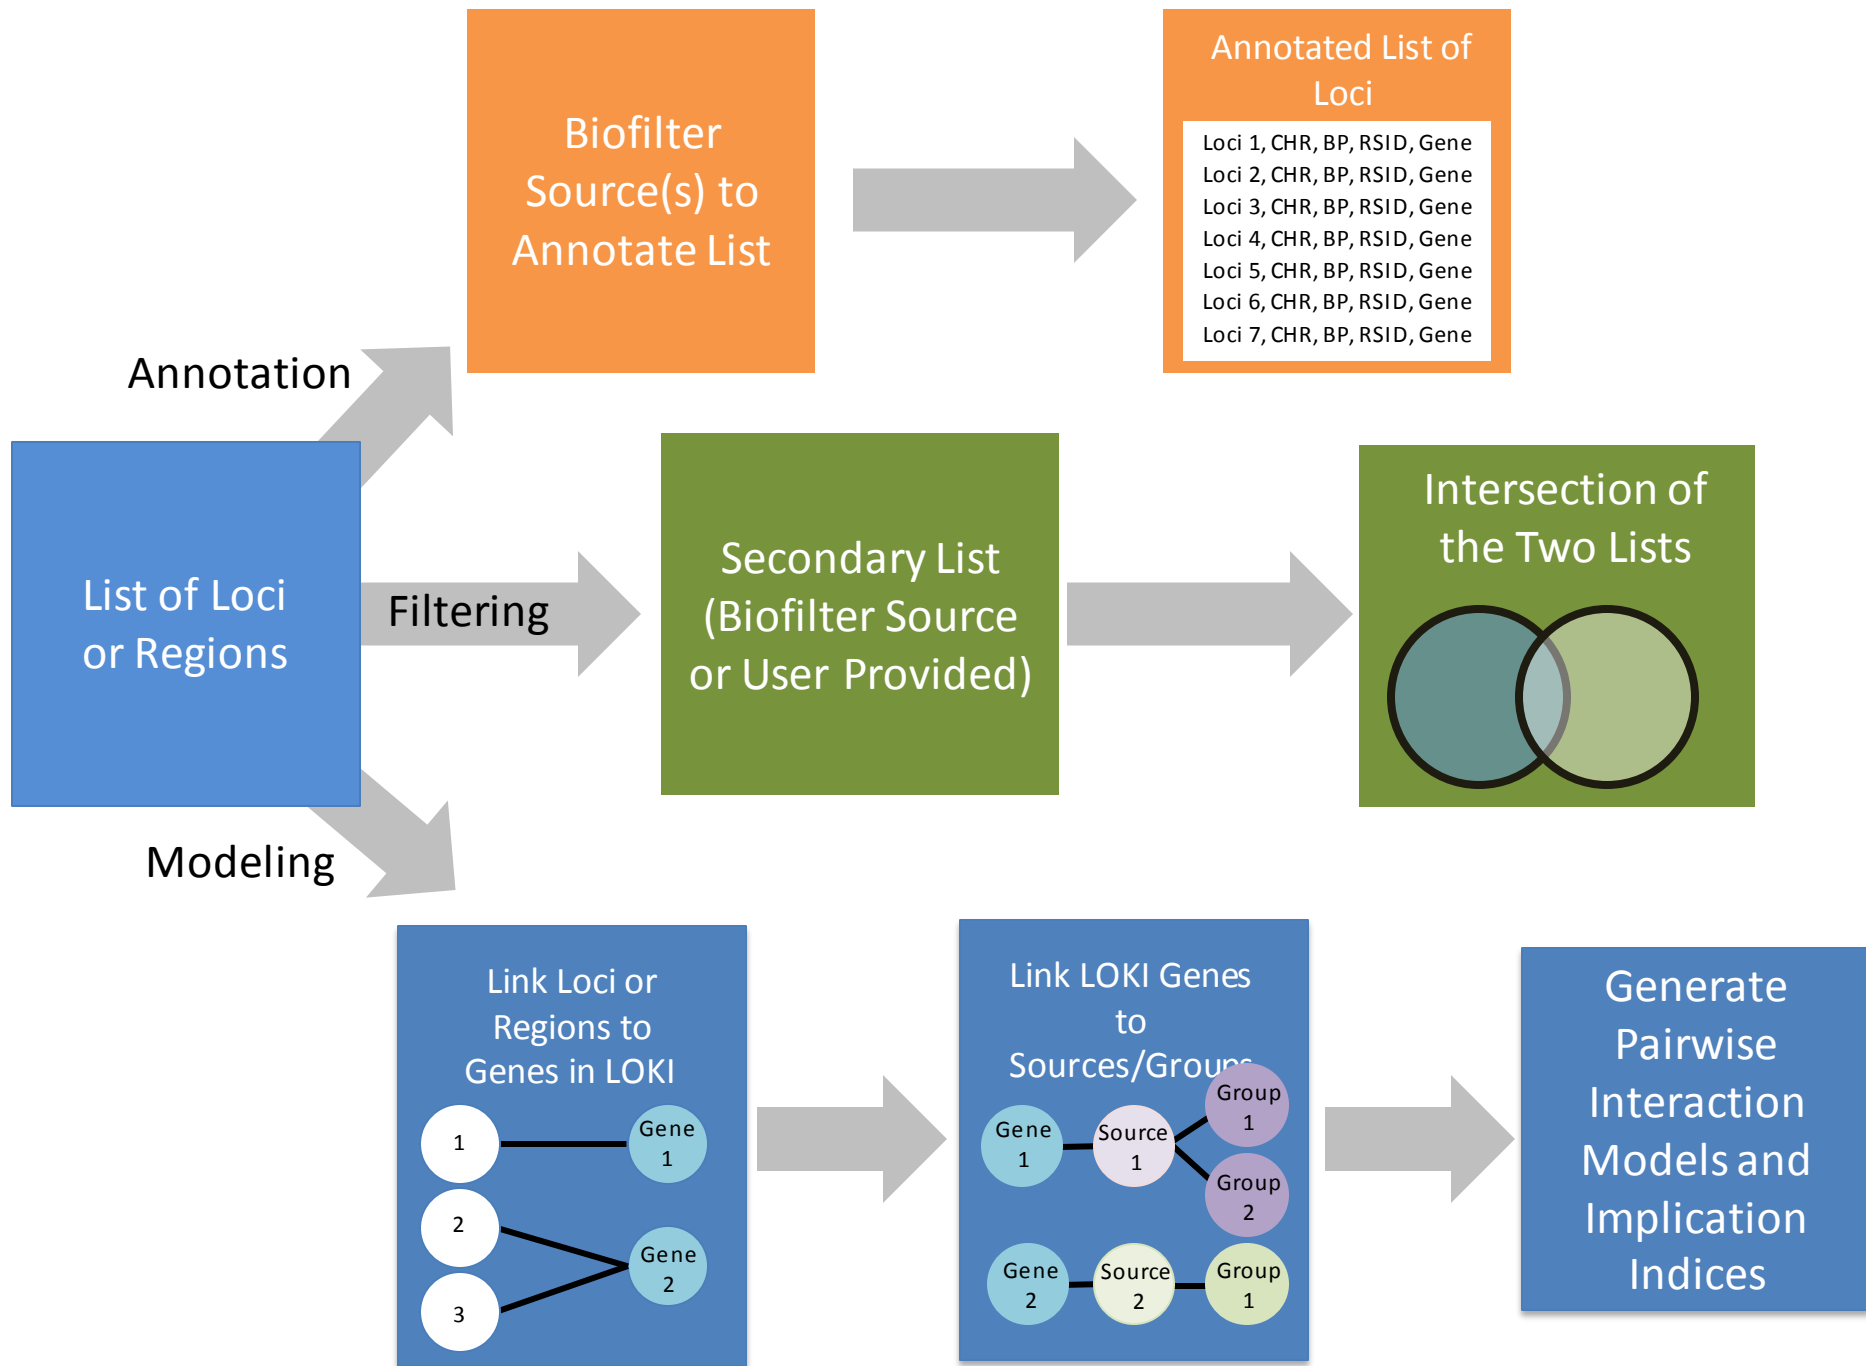 Biofilter
Source(s) to
Annotate List
Annotated List of
Loci
Loci 1, CHR, BP, RSID, Gene
Loci 2, CHR, BP, RSID, Gene
Loci 3, CHR, BP, RSID, Gene
Loci 4, CHR, BP, RSID, Gene
Loci 5, CHR, BP, RSID, Gene
Loci 6, CHR, BP, RSID, Gene
Loci 7, CHR, BP, RSID, Gene
Annotation
List of Loci
or Regions
Filtering
Secondary List
(Biofilter Source
or User Provided)
Intersection of
the Two Lists
Modeling
Link Loci or
Regions to
Genes in LOKI
1
Gene
1
2
Gene
2
3
Link LOKI Genes
to
Sources/Groups
Gene
1
Source
1
Group
1
Group
2
Gene
2
Source
2
Group
1
Generate
Pairwise
Interaction
Models and
Implication
Indices